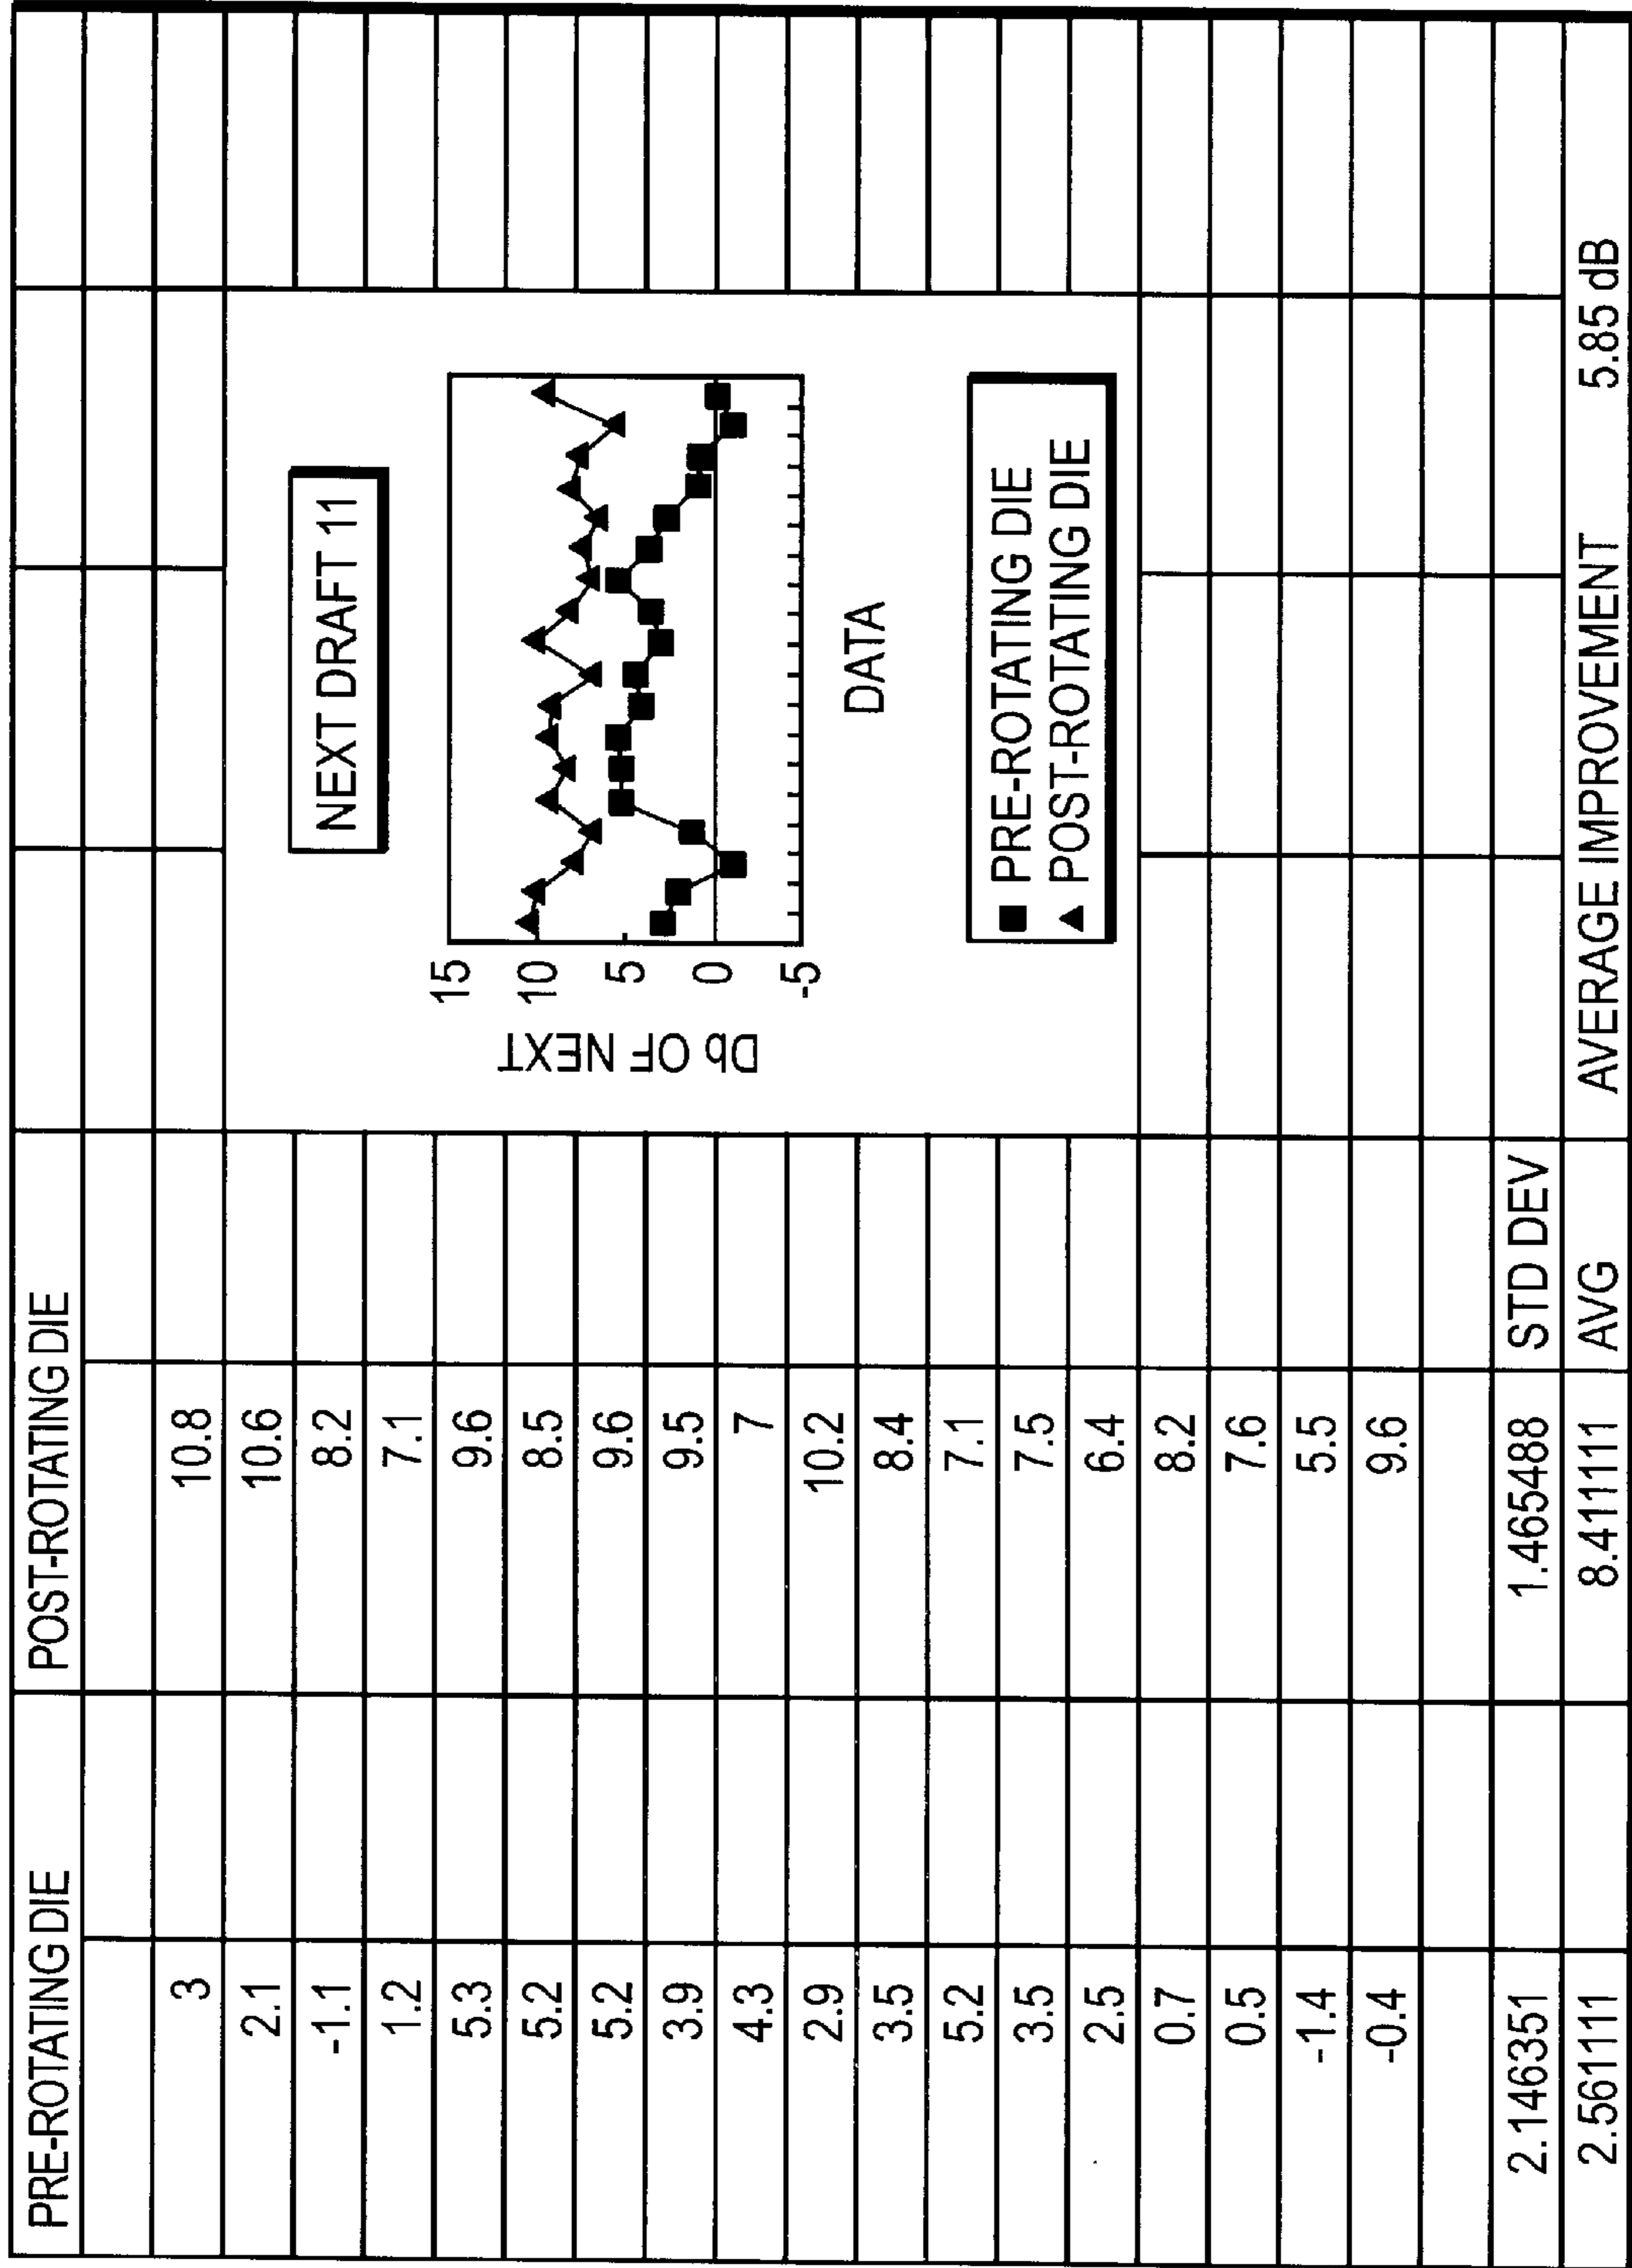 PRE-ROTATING DIE POST-ROTATING DIE
3 10.8
2.1 10.6
-1.1 8.2
1.2 7.1
5.3 9.6
5.2 8.5
5.2 9.6
3.9 9.5
4.3 7
2.9 10.2
3.5 8.4
5.2 7.1
3.5 7.5
2.5 6.4
0.7 8.2
0.5 7.6
-1.4 5.5
-0.4 9.6
2.146351 1.465488 STD DEV
2.561111 8.411111 AVG AVERAGE IMPROVEMENT 5.85 dB
NEXT DRAFT 11
Db OF NEXT
15
10
5
0
-5
DATA
PRE-ROTATING DIE
POST-ROTATING DIE